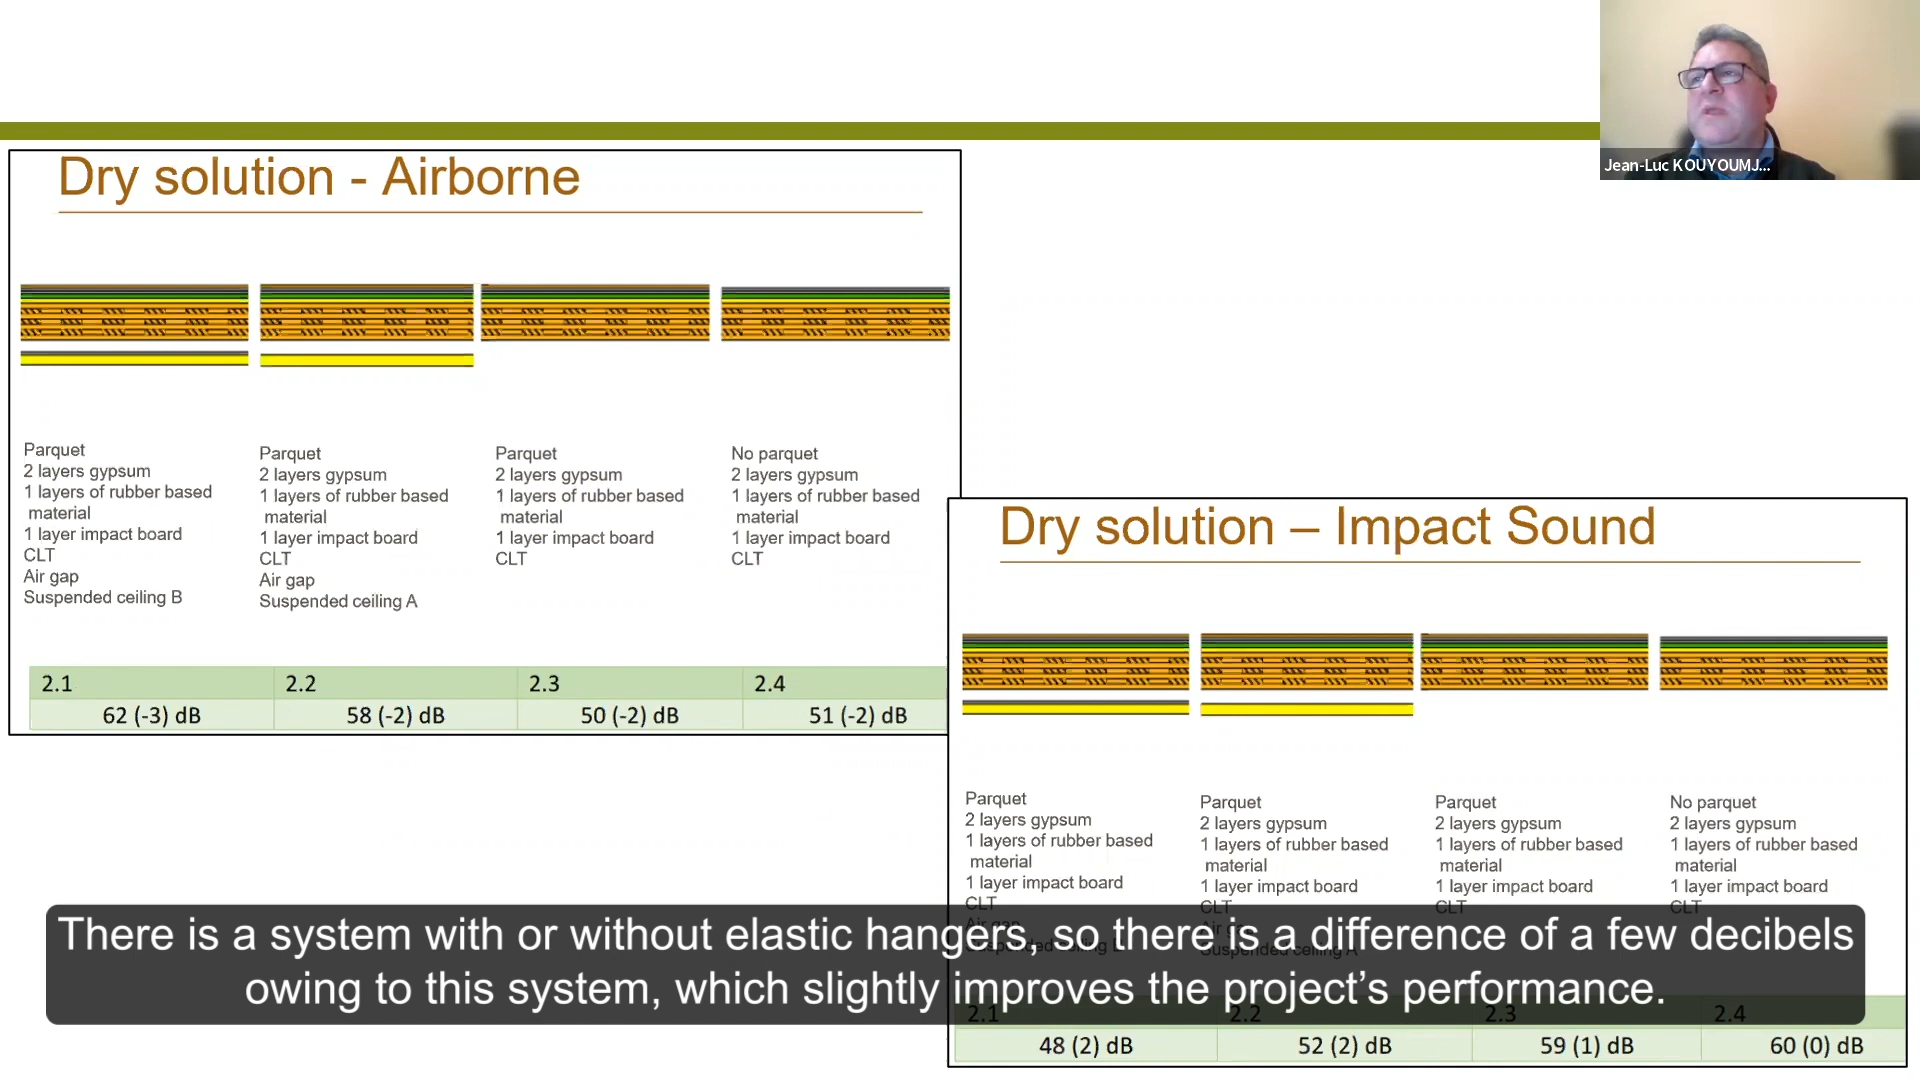 Jean-Luc KOUYOUMJ...
Dry solution - Airborne
Parquet
2 layers gypsum
1 layers of rubber based
material
1 layer impact board
CLT
Air gap
Suspended ceiling B
Parquet
2 layers gypsum
1 layers of rubber based
material
1 layer impact board
CLT
Air gap
Suspended ceiling A
Parquet
2 layers gypsum
1 layers of rubber based
material
1 layer impact board
CLT
No parquet
2 layers gypsum
1 layers of rubber based
material
1 layer impact board
CLT
2.1 2.2 2.3 2.4
62 (-3) dB 58 (-2) dB 50 (-2) dB 51 (-2) dB
Dry solution – Impact Sound
Parquet
2 layers gypsum
1 layers of rubber based
material
1 layer impact board
CLT
Parquet
2 layers gypsum
1 layers of rubber based
material
1 layer impact board
CLT
Suspended ceiling A
Parquet
2 layers gypsum
1 layers of rubber based
material
1 layer impact board
CLT
No parquet
2 layers gypsum
1 layers of rubber based
material
1 layer impact board
CLT
2.1 2.2 2.3 2.4
48 (2) dB 52 (2) dB 59 (1) dB 60 (0) dB
There is a system with or without elastic hangers, so there is a difference of a few decibels
owing to this system, which slightly improves the project’s performance.